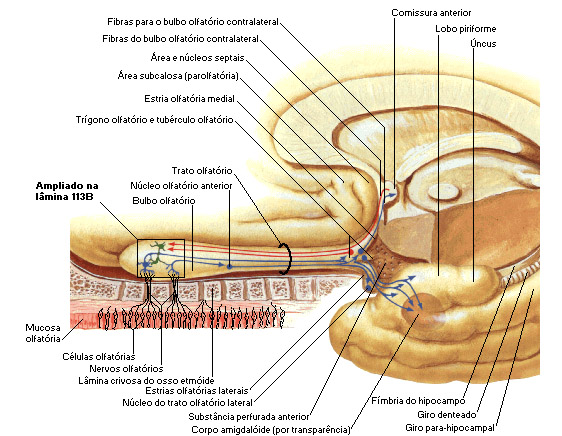 Fibras para o bulbo olfatório contralateral
Comissura anterior
Fibras do bulbo olfatório contralateral
Lobo piriforme
Úncus
Área e núcleos septais
Área subcalosa (parolfatória)
Estria olfatória medial
Trígono olfatório e tubérculo olfatório
Trato olfatório
Ampliado na
lâmina 113B
Núcleo olfatório anterior
Bulbo olfatório
Mucosa
olfatória
Células olfatórias
Nervos olfatórios
Lâmina crivosa do osso etmóide
Estrias olfatórias laterais
Núcleo do trato olfatório lateral
Substância perfurada anterior
Corpo amigdalóide (por transparência)
Fímbria do hipocampo
Giro denteado
Giro para-hipocampal